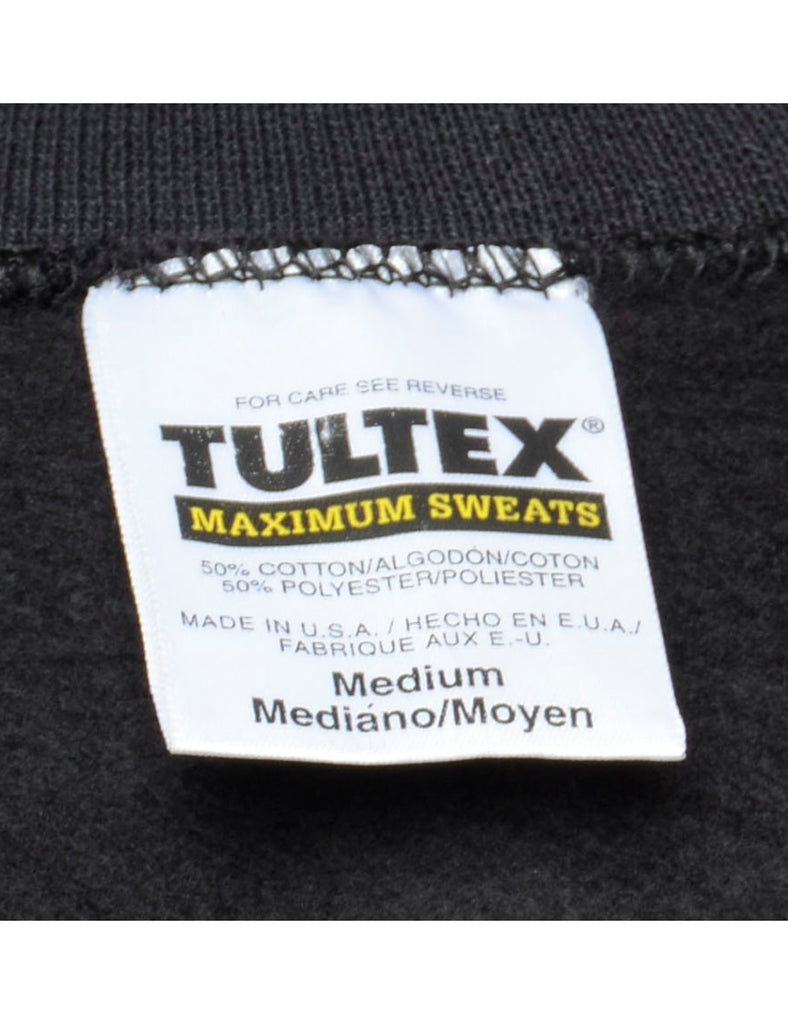 FOR CARE SEE REVERSE
TULTEX®
MAXIMUM SWEATS
50% COTTON/ALGODÓN/COTON
50% POLYESTER/POLIESTER
MADE IN U.S.A. / HECHO EN E.U.A./
FABRIQUE AUX E.-U.
Medium
Mediáno/Moyen